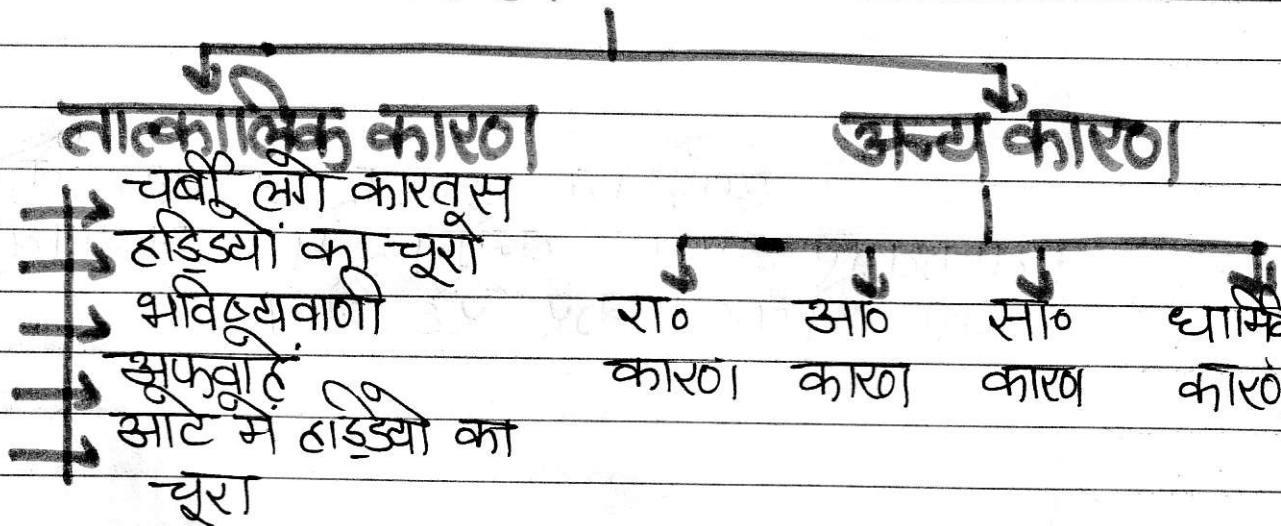 तात्कालिक कारण
अन्य कारण
चर्बी लगे कारतूस
हड्डियों का चूरा
भविष्यवाणी
अफवाहें
आटे में हड्डियो का
चूरा
रा० आ० सा० धार्मि
कारण कारण कारण कारण